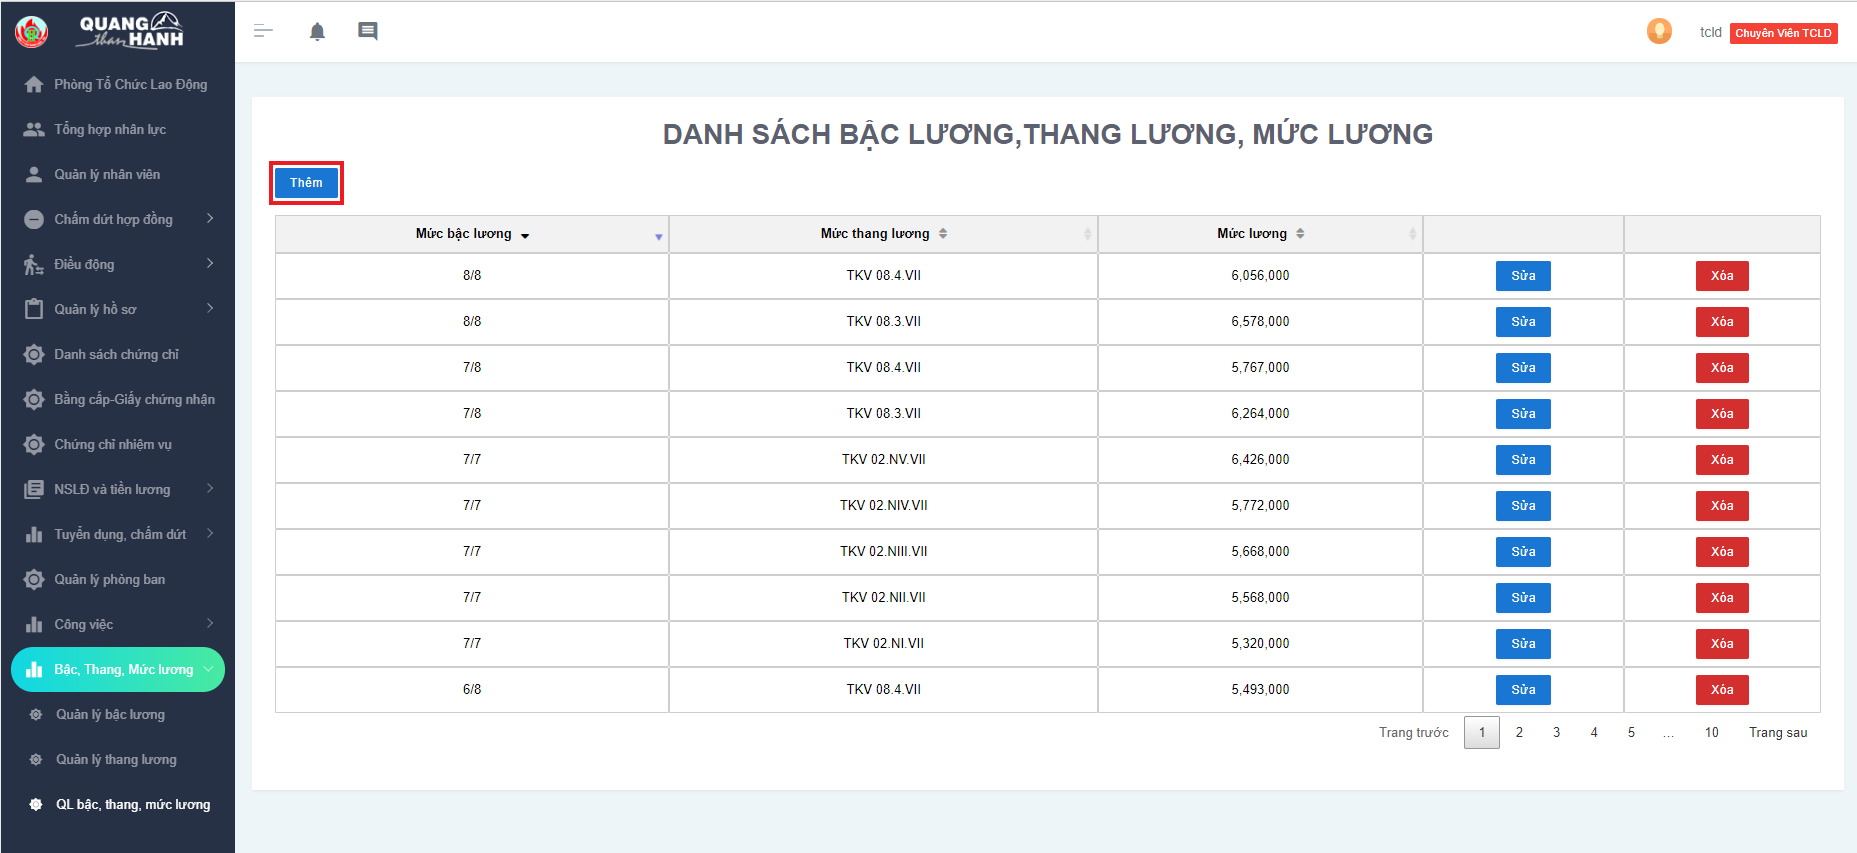 QUANG
than HANH
Phòng Tổ Chức Lao Động
Tổng hợp nhân lực
Quản lý nhân viên
Chấm dứt hợp đồng
Điều động
Quản lý hồ sơ
Danh sách chứng chỉ
Bằng cấp-Giấy chứng nhận
Chứng chỉ nhiệm vụ
NSLĐ và tiền lương
Tuyển dụng, chấm dứt
Quản lý phòng ban
Công việc
Bậc, Thang, Mức lương
Quản lý bậc lương
Quản lý thang lương
QL bậc, thang, mức lương
tcld Chuyên Viên TCLD
DANH SÁCH BẬC LƯƠNG,THANG LƯƠNG, MỨC LƯƠNG
Thêm
Mức bậc lương Mức thang lương Mức lương
8/8 TKV 08.4.VII 6,056,000 Sửa Xóa
8/8 TKV 08.3.VII 6,578,000 Sửa Xóa
7/8 TKV 08.4.VII 5,767,000 Sửa Xóa
7/8 TKV 08.3.VII 6,264,000 Sửa Xóa
7/7 TKV 02.NV.VII 6,426,000 Sửa Xóa
7/7 TKV 02.NIV.VII 5,772,000 Sửa Xóa
7/7 TKV 02.NIII.VII 5,668,000 Sửa Xóa
7/7 TKV 02.NII.VII 5,568,000 Sửa Xóa
7/7 TKV 02.NI.VII 5,320,000 Sửa Xóa
6/8 TKV 08.4.VII 5,493,000 Sửa Xóa
Trang trước 1 2 3 4 5 … 10 Trang sau